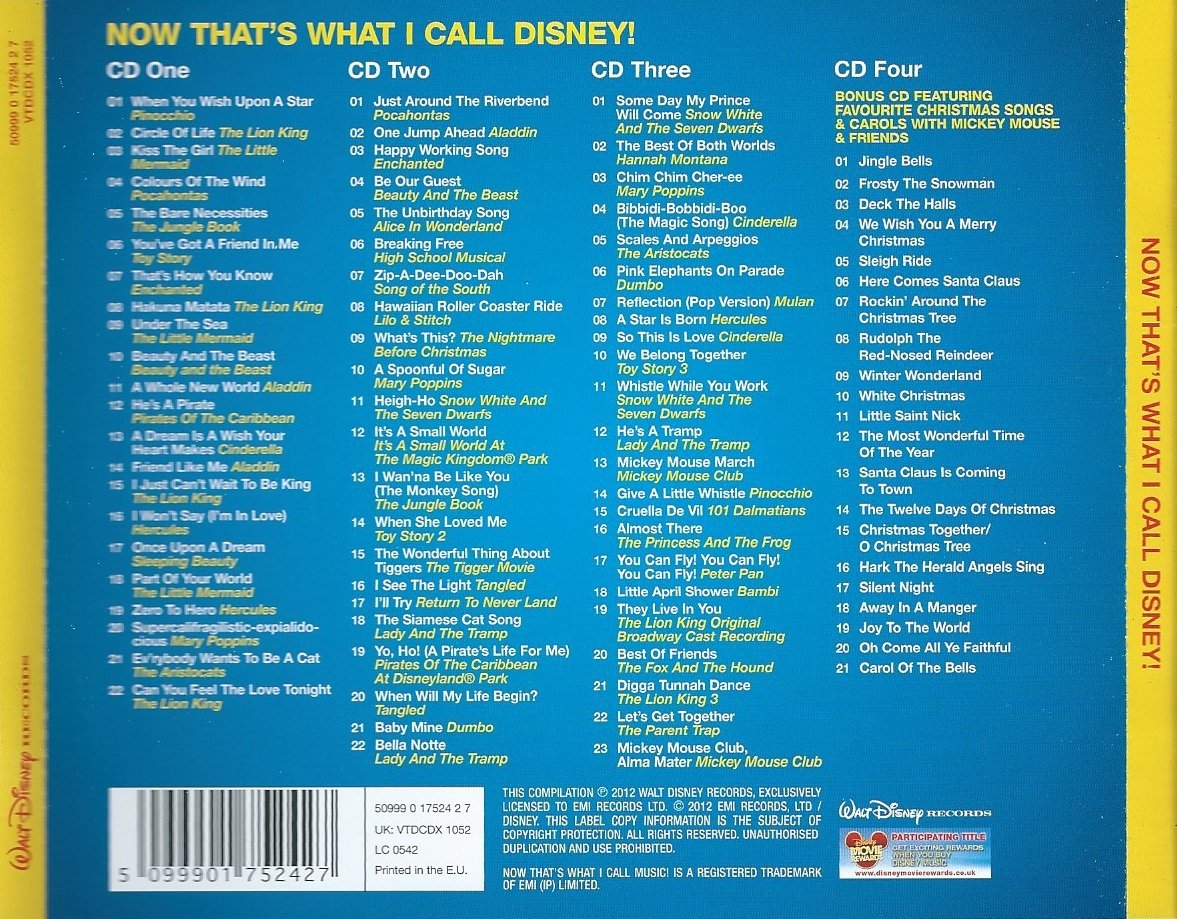 NOW THAT'S WHAT I CALL DISNEY!
CD One
01 When You Wish Upon A Star
Pinocchio
02 Circle Of Life The Lion King
03 Kiss The Girl The Little
Mermaid
04 Colours Of The Wind
Pocahontas
05 The Bare Necessities
The Jungle Book
06 You've Got A Friend In.Me
Toy Story
07 That's How You Know
Enchanted
08 Hakuna Matata The Lion King
09 Under The Sea
The Little Mermaid
10 Beauty And The Beast
Beauty and the Beast
11 A Whole New World Aladdin
12 He's A Pirate
Pirates Of The Caribbean
13 A Dream Is A Wish Your
Heart Makes Cinderella
14 Friend Like Me Aladdin
15 I Just Can't Wait To Be King
The Lion King
16 I Won't Say (I'm In Love)
Hercules
17 Once Upon A Dream
Sleeping Beauty
18 Part Of Your World
The Little Mermaid
19 Zero To Hero Hercules
20 Supercalifragilistic-expialido-
cious Mary Poppins
21 Ev'rybody Wants To Be A Cat
The Aristocats
22 Can You Feel The Love Tonight
The Lion King
CD Two
01 Just Around The Riverbend
Pocahontas
02 One Jump Ahead Aladdin
03 Happy Working Song
Enchanted
04 Be Our Guest
Beauty And The Beast
05 The Unbirthday Song
Alice In Wonderland
06 Breaking Free
High School Musical
07 Zip-A-Dee-Doo-Dah
Song of the South
08 Hawaiian Roller Coaster Ride
Lilo & Stitch
09 What's This? The Nightmare
Before Christmas
10 A Spoonful Of Sugar
Mary Poppins
11 Heigh-Ho Snow White And
The Seven Dwarfs
12 It's A Small World
It's A Small World At
The Magic Kingdom® Park
13 I Wan'na Be Like You
(The Monkey Song)
The Jungle Book
14 When She Loved Me
Toy Story 2
15 The Wonderful Thing About
Tiggers The Tigger Movie
16 I See The Light Tangled
17 I'll Try Return To Never Land
18 The Siamese Cat Song
Lady And The Tramp
19 Yo, Ho! (A Pirate's Life For Me)
Pirates Of The Caribbean
At Disneyland® Park
20 When Will My Life Begin?
Tangled
21 Baby Mine Dumbo
22 Bella Notte
Lady And The Tramp
CD Three
01 Some Day My Prince
Will Come Snow White
And The Seven Dwarfs
02 The Best Of Both Worlds
Hannah Montana
03 Chim Chim Cher-ee
Mary Poppins
04 Bibbidi-Bobbidi-Boo
(The Magic Song) Cinderella
05 Scales And Arpeggios
The Aristocats
06 Pink Elephants On Parade
Dumbo
07 Reflection (Pop Version) Mulan
08 A Star Is Born Hercules
09 So This Is Love Cinderella
10 We Belong Together
Toy Story 3
11 Whistle While You Work
Snow White And The
Seven Dwarfs
12 He's A Tramp
Lady And The Tramp
13 Mickey Mouse March
Mickey Mouse Club
14 Give A Little Whistle Pinocchio
15 Cruella De Vil 101 Dalmatians
16 Almost There
The Princess And The Frog
17 You Can Fly! You Can Fly!
You Can Fly! Peter Pan
18 Little April Shower Bambi
19 They Live In You
The Lion King Original
Broadway Cast Recording
20 Best Of Friends
The Fox And The Hound
21 Digga Tunnah Dance
The Lion King 3
22 Let's Get Together
The Parent Trap
23 Mickey Mouse Club,
Alma Mater Mickey Mouse Club
CD Four
BONUS CD FEATURING
FAVOURITE CHRISTMAS SONGS
& CAROLS WITH MICKEY MOUSE
& FRIENDS
01 Jingle Bells
02 Frosty The Snowman
03 Deck The Halls
04 We Wish You A Merry
Christmas
05 Sleigh Ride
06 Here Comes Santa Claus
07 Rockin' Around The
Christmas Tree
08 Rudolph The
Red-Nosed Reindeer
09 Winter Wonderland
10 White Christmas
11 Little Saint Nick
12 The Most Wonderful Time
Of The Year
13 Santa Claus Is Coming
To Town
14 The Twelve Days Of Christmas
15 Christmas Together/
O Christmas Tree
16 Hark The Herald Angels Sing
17 Silent Night
18 Away In A Manger
19 Joy To The World
20 Oh Come All Ye Faithful
21 Carol Of The Bells
5 099901 752427
50999 0 17524 2 7
UK: VTDCDX 1052
LC 0542
Printed in the E.U.
THIS COMPILATION ℗ 2012 WALT DISNEY RECORDS, EXCLUSIVELY
LICENSED TO EMI RECORDS LTD. © 2012 EMI RECORDS, LTD /
DISNEY. THIS LABEL COPY INFORMATION IS THE SUBJECT OF
COPYRIGHT PROTECTION. ALL RIGHTS RESERVED. UNAUTHORISED
DUPLICATION AND USE PROHIBITED.
NOW THAT'S WHAT I CALL MUSIC! IS A REGISTERED TRADEMARK
OF EMI (IP) LIMITED.
WALT DISNEY RECORDS
Disney
MOVIE
REWARDS
PARTICIPATING TITLE
GET EXCITING REWARDS
WHEN YOU BUY
DISNEY MUSIC
www.disneymovierewards.co.uk
50999 0 17524 2 7
VTDCDX 1052
WALT DISNEY RECORDS
NOW THAT'S WHAT I CALL DISNEY!